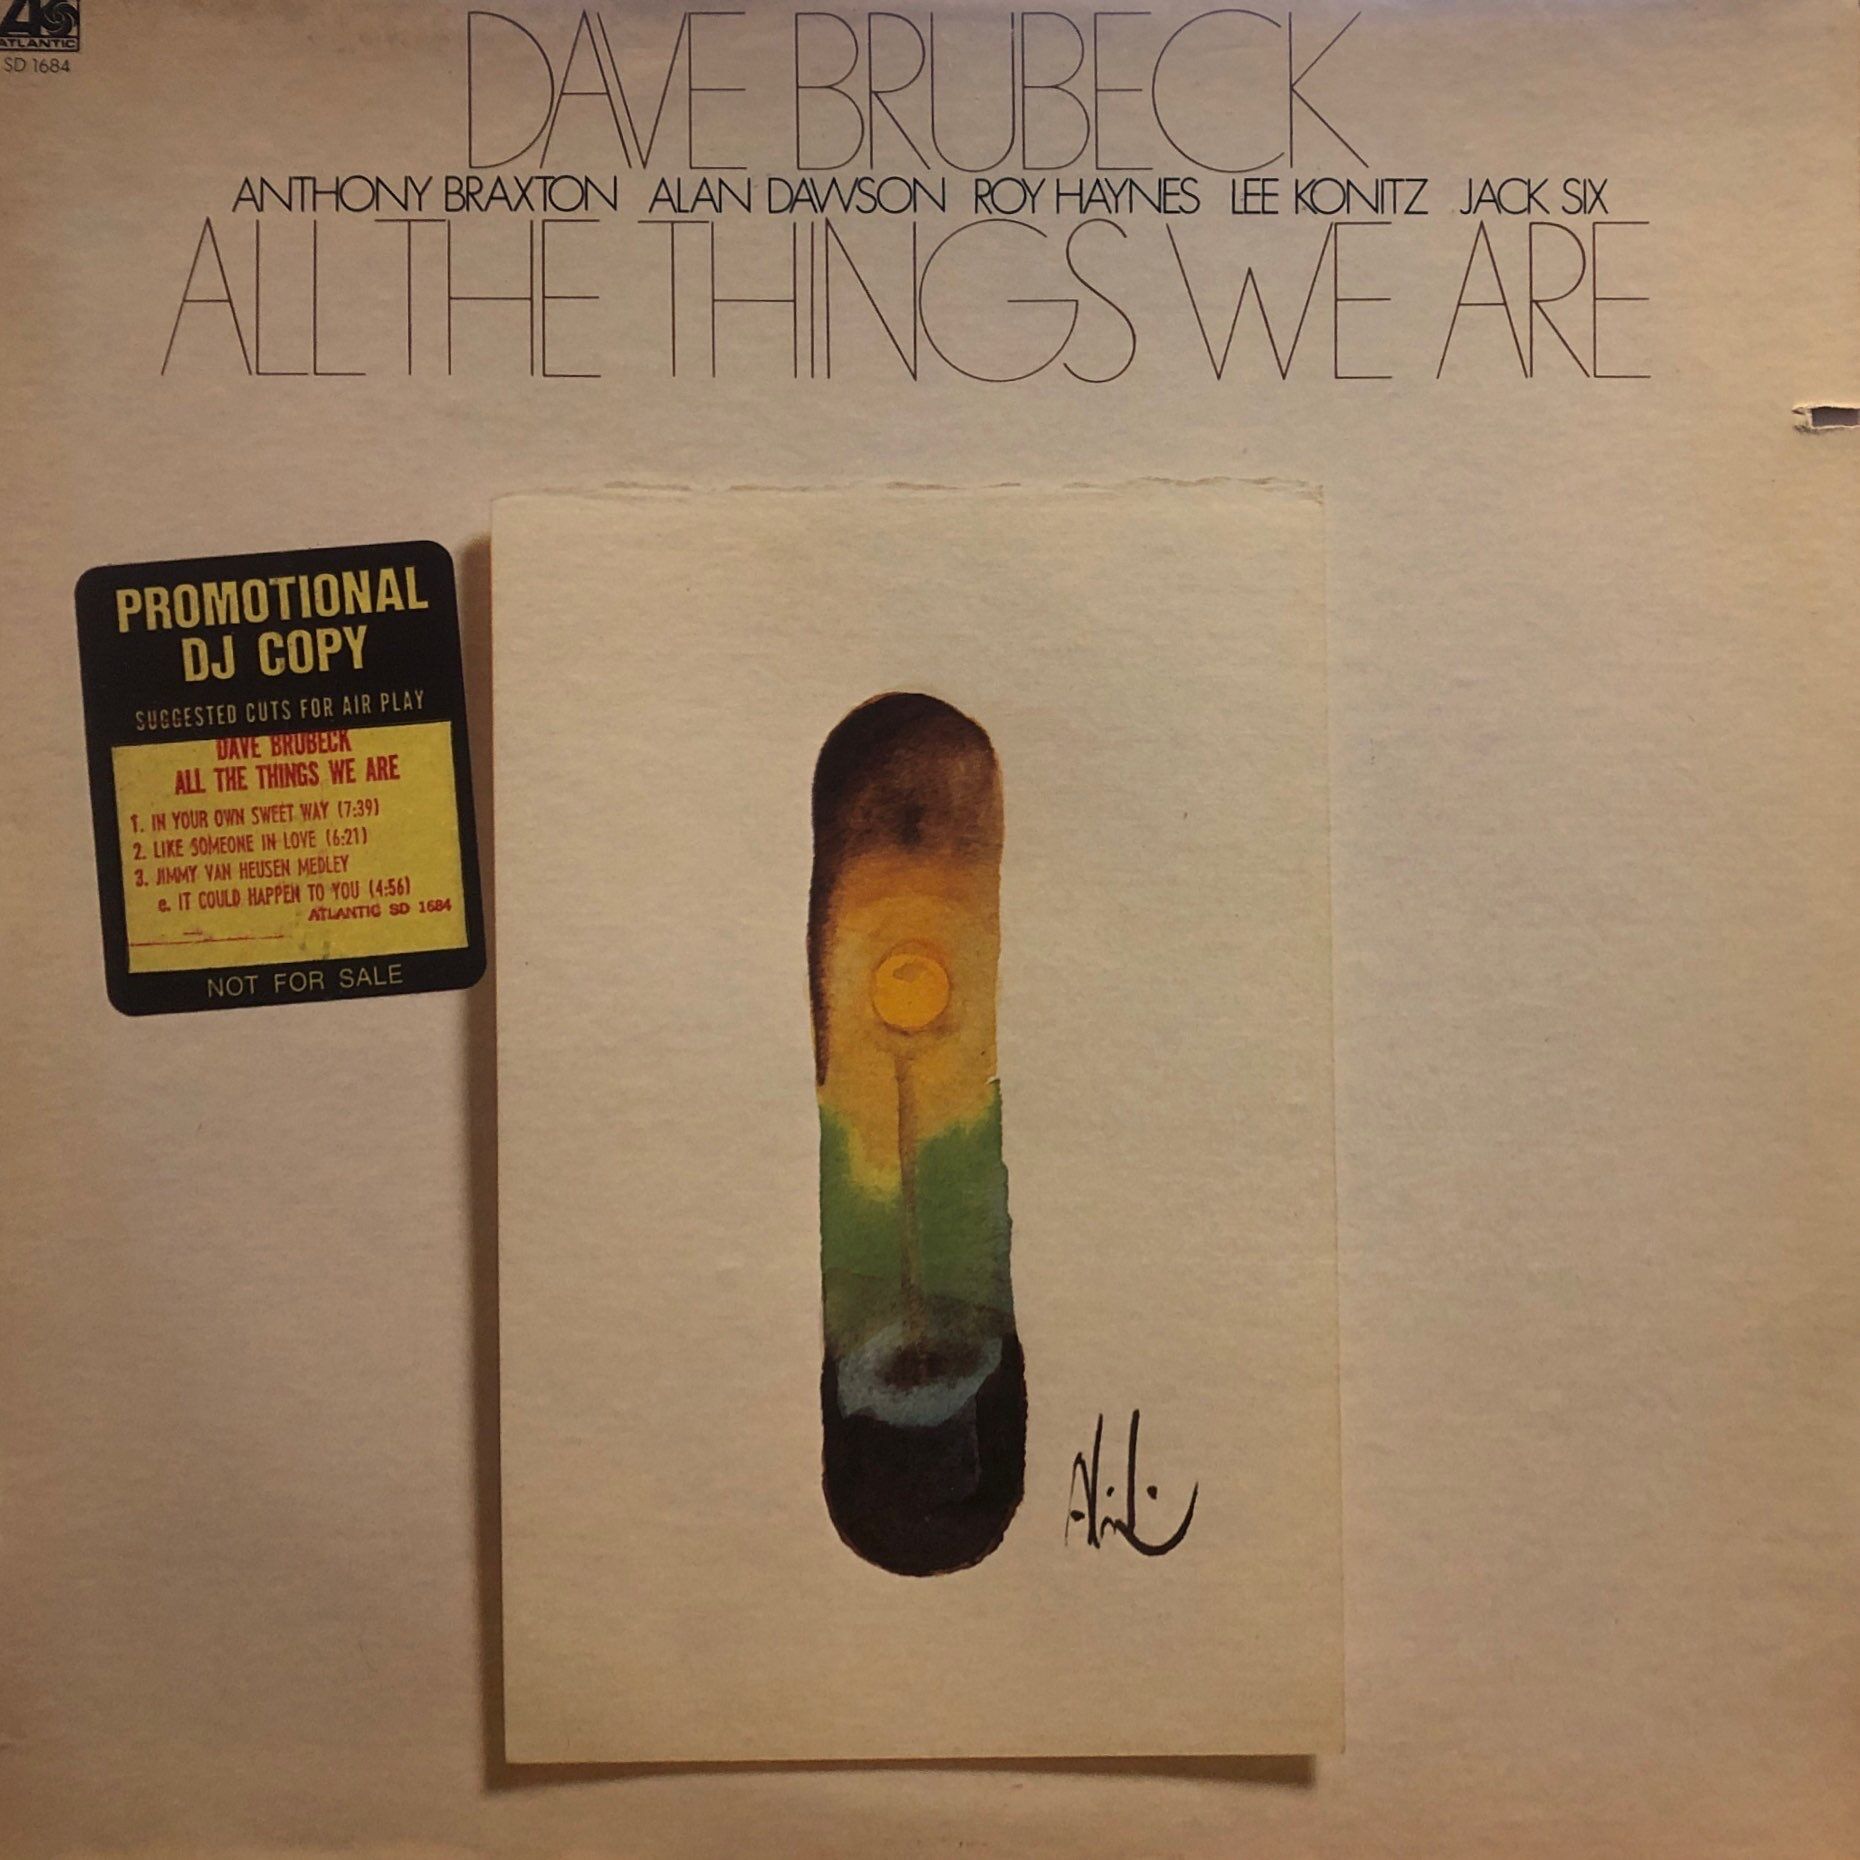 ATLANTIC
SD 1684
DAVE BRUBECK
ANTHONY BRAXTON ALAN DAWSON ROY HAYNES LEE KONITZ JACK SIX
ALL THE THINGS WE ARE
PROMOTIONAL
DJ COPY
SUGGESTED CUTS FOR AIR PLAY
DAVE BRUBECK
ALL THE THINGS WE ARE
1. IN YOUR OWN SWEET WAY (7:39)
2. LIKE SOMEONE IN LOVE (6:21)
3. JIMMY VAN HEUSEN MEDLEY
e. IT COULD HAPPEN TO YOU (4:56)
ATLANTIC SD 1684
NOT FOR SALE